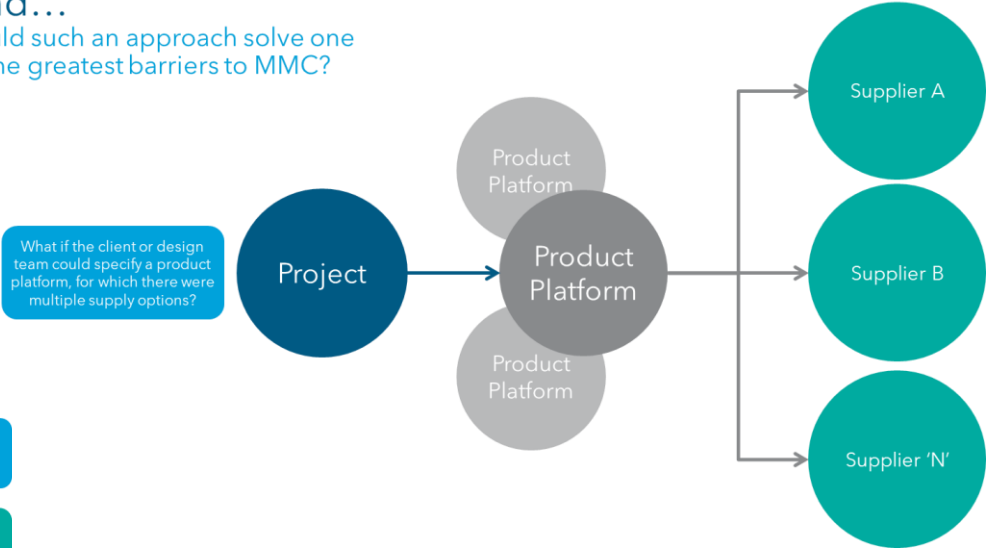 uld such an approach solve one
he greatest barriers to MMC?
What if the client or design
team could specify a product
platform, for which there were
multiple supply options?
Project
Product
Platform
Product
Platform
Product
Platform
Supplier A
Supplier B
Supplier ‘N’